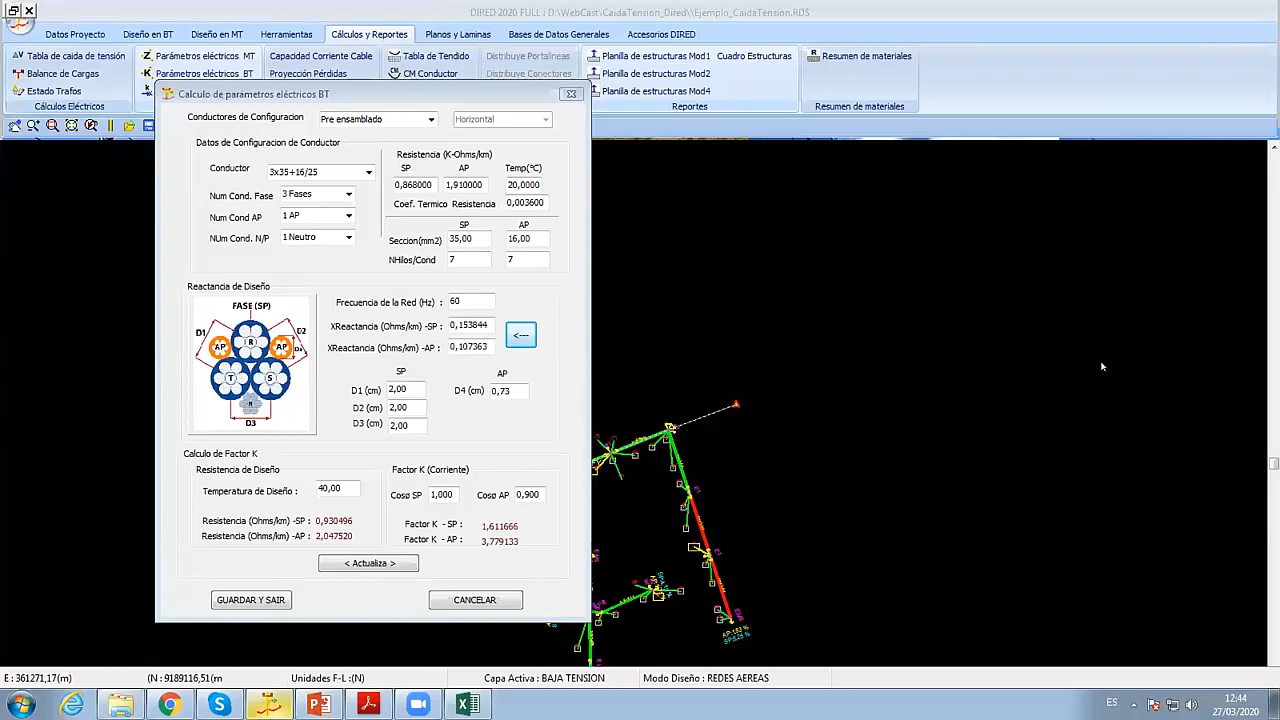 DIRED 2020 FULL : D:\WebCast\CaidaTension_Dired\\Ejemplo_CaidaTension.RDS
Datos Proyecto Diseño en BT Diseño en MT Herramientas Cálculos y Reportes Planos y Laminas Bases de Datos Generales Accesorios DIRED
Tabla de caida de tensión Parámetros eléctricos MT Capacidad Corriente Cable Tabla de Tendido Distribuye Portalineas Planilla de estructuras Mod1 Cuadro Estructuras Resumen de materiales
Balance de Cargas Parámetros eléctricos BT Proyección Pérdidas CM Conductor Distribuye Conectores Planilla de estructuras Mod2
Estado Trafos Planilla de estructuras Mod4
Cálculos Eléctricos Reportes Resumen de materiales
Calculo de parámetros eléctricos BT
Conductores de Configuracion Pre ensamblado Horizontal
Datos de Configuracion de Conductor
Resistencia (K-Ohms/km)
SP AP Temp(°C)
Conductor 3x35+16/25
0,868000 1,910000 20,0000
Num Cond. Fase 3 Fases
Coef. Termico Resistencia 0,003600
Num Cond AP 1 AP
SP AP
NUm Cond. N/P 1 Neutro
Seccion(mm2) 35,00 16,00
NHilos/Cond 7 7
Reactancia de Diseño
FASE (SP)
D1 D2
AP R AP
T S
N
D3
Frecuencia de la Red (Hz) : 60
XReactancia (Ohms/km) -SP : 0,153844
<---
XReactancia (Ohms/km) -AP : 0,107363
SP AP
D1 (cm) 2,00 D4 (cm) 0,73
D2 (cm) 2,00
D3 (cm) 2,00
Calculo de Factor K
Resistencia de Diseño
Temperatura de Diseño : 40,00
Resistencia (Ohms/km) -SP : 0,930496
Resistencia (Ohms/km) -AP : 2,047520
Factor K (Corriente)
Cosø SP 1,000 Cosø AP 0,900
Factor K - SP : 1,611666
Factor K - AP : 3,779133
< Actualiza >
GUARDAR Y SAIR CANCELAR
E : 361271,17(m) (N : 9189116,51(m Unidades F-L :(N) Capa Activa : BAJA TENSION Modo Diseño : REDES AEREAS
ES
12:44
27/03/2020